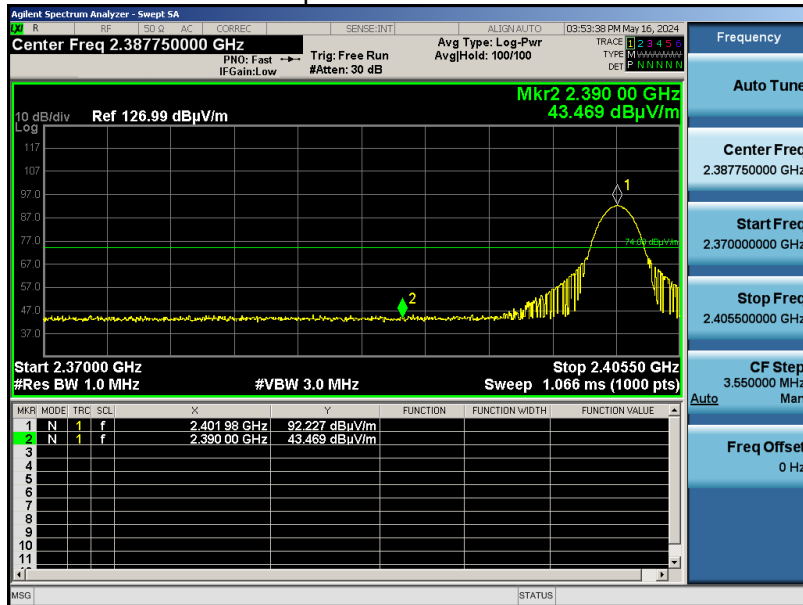 Agilent Spectrum Analyzer - Swept SA
LXI R RF 50 Ω AC CORREC SENSE:INT ALIGN AUTO 03:53:38 PM May 16, 2024
Center Freq 2.387750000 GHz
PNO: Fast
IFGain:Low
Trig: Free Run
#Atten: 30 dB
Avg Type: Log-Pwr
Avg|Hold: 100/100
TRACE 1 2 3 4 5 6
TYPE M
DET P N N N N N
Mkr2 2.390 00 GHz
43.469 dBµV/m
10 dB/div Ref 126.99 dBµV/m
Log
117
107
97.0
87.0
77.0
67.0
57.0
47.0
37.0
1
74.00 dBµV/m
2
Start 2.37000 GHz Stop 2.40550 GHz
#Res BW 1.0 MHz #VBW 3.0 MHz Sweep 1.066 ms (1000 pts)
MKR MODE TRC SCL X Y FUNCTION FUNCTION WIDTH FUNCTION VALUE
1 N 1 f 2.401 98 GHz 92.227 dBµV/m
2 N 1 f 2.390 00 GHz 43.469 dBµV/m
3
4
5
6
7
8
9
10
11
MSG STATUS
Frequency
Auto Tune
Center Freq
2.387750000 GHz
Start Freq
2.370000000 GHz
Stop Freq
2.405500000 GHz
CF Step
3.550000 MHz
Auto Man
Freq Offset
0 Hz